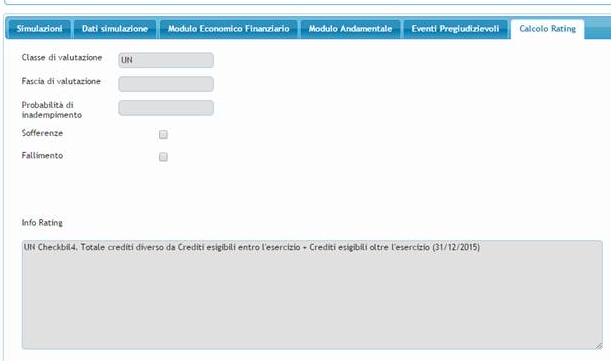 Simulazioni Dati simulazione Modulo Economico Finanziario Modulo Andamentale Eventi Pregiudizievoli Calcolo Rating
Classe di valutazione UN
Fascia di valutazione
Probabilità di
inadempimento
Sofferenze
Fallimento
Info Rating
UN Checkbil4. Totale crediti diverso da Crediti esigibili entro l'esercizio + Crediti esigibili oltre l'esercizio (31/12/2015)